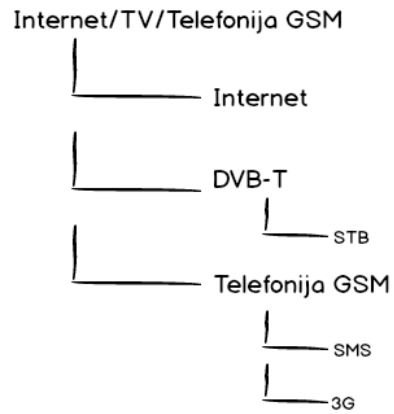 Internet/TV/Telefonija GSM
Internet
DVB-T
STB
Telefonija GSM
SMS
3G